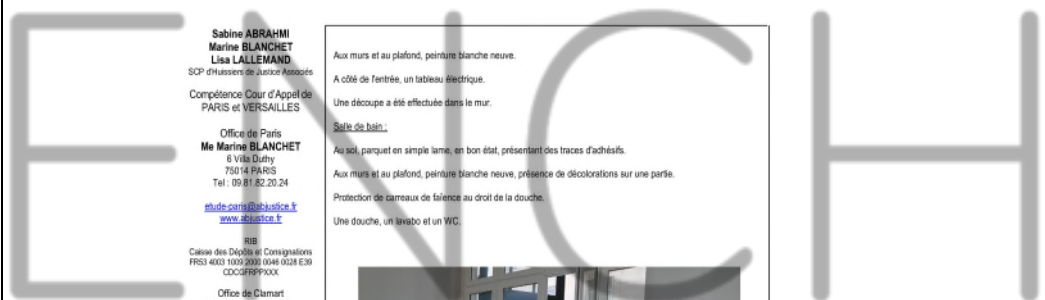 ENCH
Sabine ABRAHMI
Marine BLANCHET
Lisa LALLEMAND
SCP d'Huissiers de Justice Associés
Compétence Cour d'Appel de
PARIS et VERSAILLES
Office de Paris
Me Marine BLANCHET
6 Villa Duthy
75014 PARIS
Tel : 09.81.82.20.24
etude-paris@abjustice.fr
www.abjustice.fr
RIB
Caisse des Dépôts et Consignations
FR53 4003 1009 2000 0046 0028 E39
CDCGFRPPXXX
Office de Clamart
Aux murs et au plafond, peinture blanche neuve.
A côté de l'entrée, un tableau électrique.
Une découpe a été effectuée dans le mur.
Salle de bain :
Au sol, parquet en simple lame, en bon état, présentant des traces d'adhésifs.
Aux murs et au plafond, peinture blanche neuve, présence de décolorations sur une partie.
Protection de carreaux de faïence au droit de la douche.
Une douche, un lavabo et un WC.